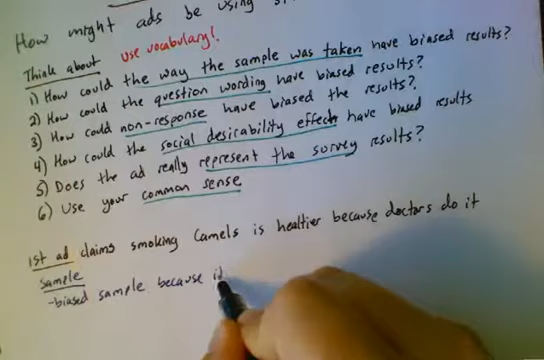 How might ads be using
Think about use vocabulary!
1) How could the way the sample was taken have biased results?
2) How could the question wording have biased results?
3) How could non-response have biased the results?
4) How could the social desirability effect have biased results
5) Does the ad really represent the survey results?
6) Use your common sense
1st ad claims smoking Camels is healtier because doctors do it
Sample
-biased sample because